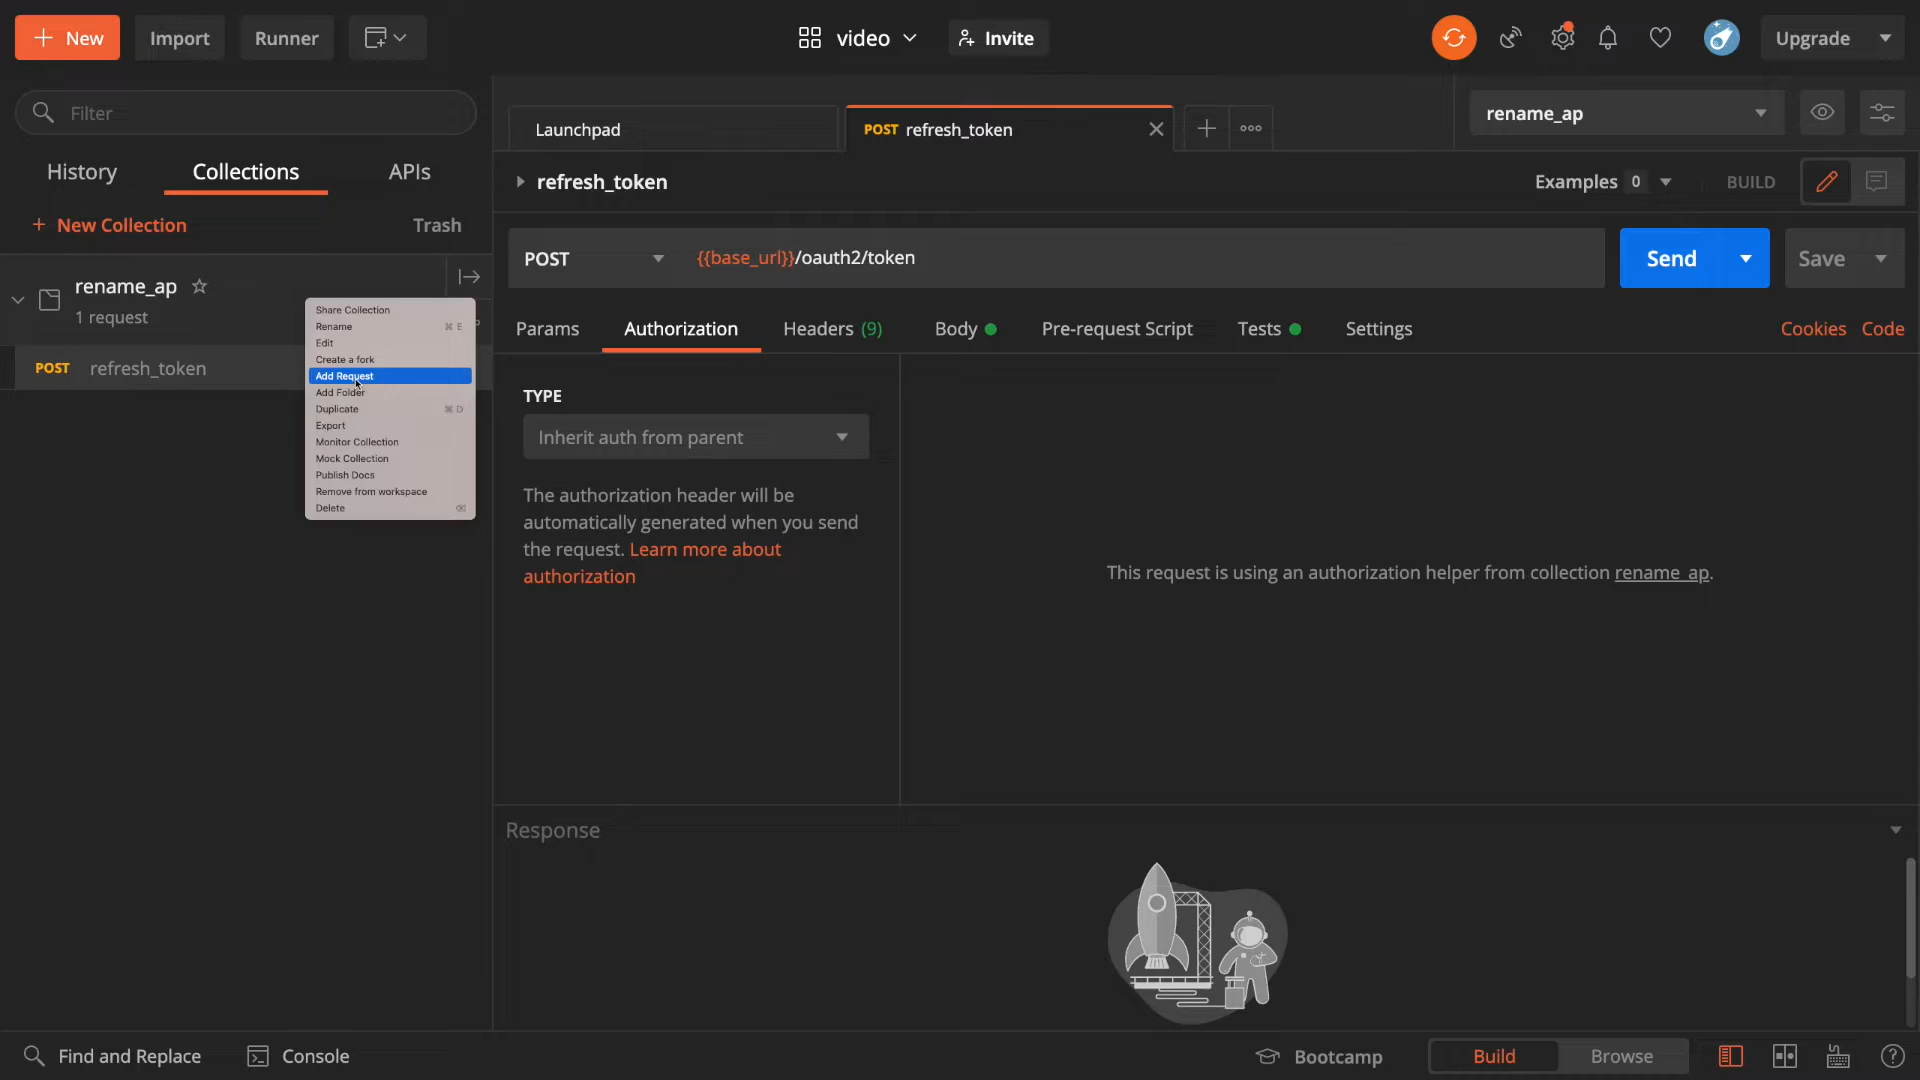 New
Import
Runner
video
Invite
Upgrade
Filter
History
Collections
APIs
New Collection
Trash
rename_ap
1 request
POST refresh_token
Share Collection
Rename ⌘ E
Edit
Create a fork
Add Request
Add Folder
Duplicate ⌘ D
Export
Monitor Collection
Mock Collection
Publish Docs
Remove from workspace
Delete
Launchpad
POST refresh_token
rename_ap
refresh_token
Examples 0
BUILD
POST
{{base_url}}/oauth2/token
Send
Save
Params
Authorization
Headers (9)
Body
Pre-request Script
Tests
Settings
Cookies
Code
TYPE
Inherit auth from parent
The authorization header will be
automatically generated when you send
the request. Learn more about
authorization
This request is using an authorization helper from collection rename_ap.
Response
Find and Replace
Console
Bootcamp
Build
Browse